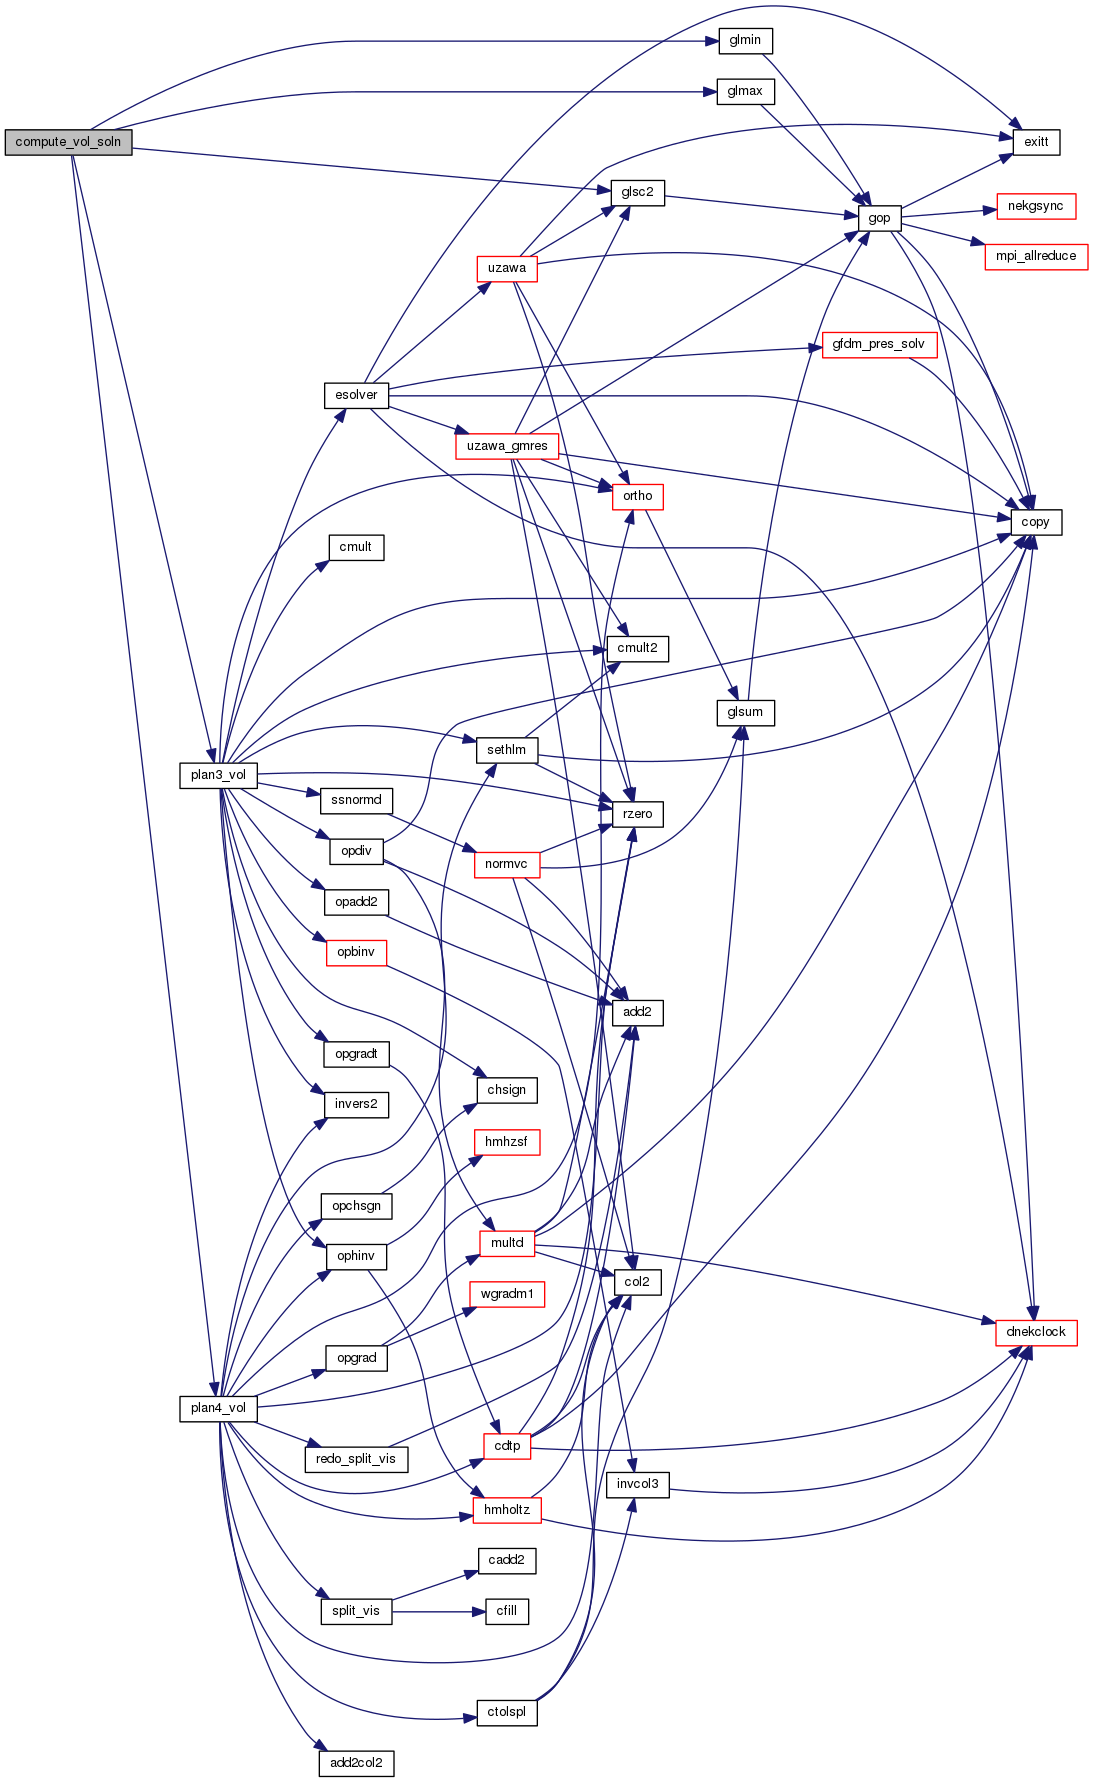 glmin
glmax
compute_vol_soln
exitt
glsc2
nekgsync
gop
mpi_allreduce
uzawa
gfdm_pres_solv
esolver
uzawa_gmres
ortho
copy
cmult
cmult2
glsum
sethlm
plan3_vol
ssnormd
rzero
opdiv
normvc
opadd2
opbinv
add2
opgradt
chsign
invers2
hmhzsf
opchsgn
multd
ophinv
col2
wgradm1
dnekclock
opgrad
plan4_vol
cdtp
redo_split_vis
invcol3
hmholtz
cadd2
split_vis
cfill
ctolspl
add2col2